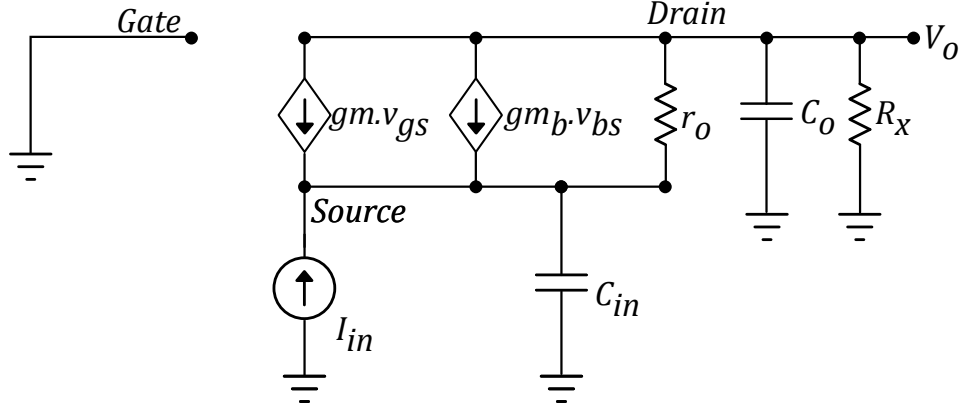 Drain
Gate
V_o
gm.v_gs
gm_b.v_bs
r_o
C_o
R_x
Source
C_in
I_in